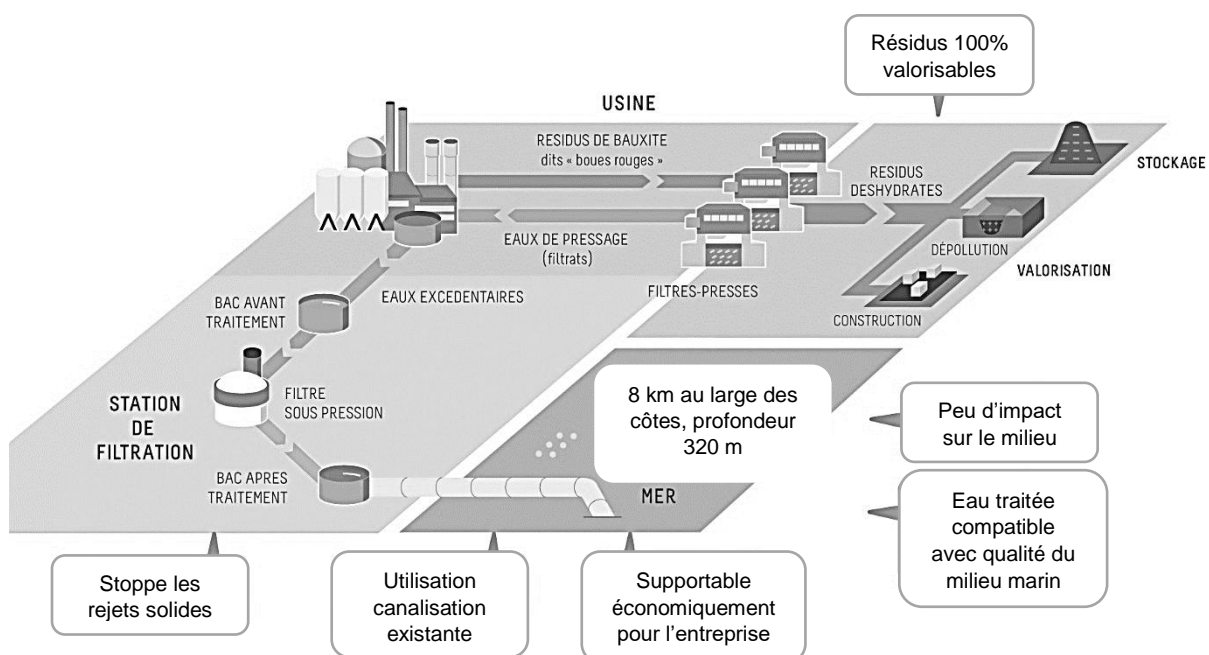 Résidus 100%
valorisables
USINE
RESIDUS DE BAUXITE
dits « boues rouges »
RESIDUS
DESHYDRATES
STOCKAGE
EAUX DE PRESSAGE
(filtrats)
DÉPOLLUTION
VALORISATION
BAC AVANT
TRAITEMENT
EAUX EXCEDENTAIRES
FILTRES-PRESSES
CONSTRUCTION
STATION
DE
FILTRATION
FILTRE
SOUS PRESSION
8 km au large des
côtes, profondeur
320 m
Peu d’impact
sur le milieu
BAC APRES
TRAITEMENT
MER
Eau traitée
compatible
avec qualité du
milieu marin
Stoppe les
rejets solides
Utilisation
canalisation
existante
Supportable
économiquement
pour l’entreprise